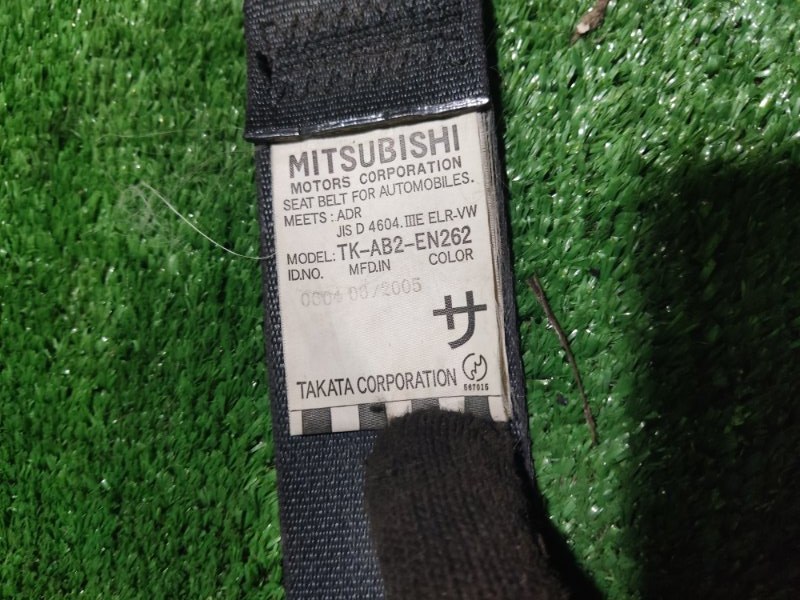 MITSUBISHI
MOTORS CORPORATION
SEAT BELT FOR AUTOMOBILES.
MEETS : ADR
JIS D 4604.IIIE ELR-VW
MODEL: TK-AB2-EN262
ID.NO. MFD.IN COLOR
/2005
サ
TAKATA CORPORATION